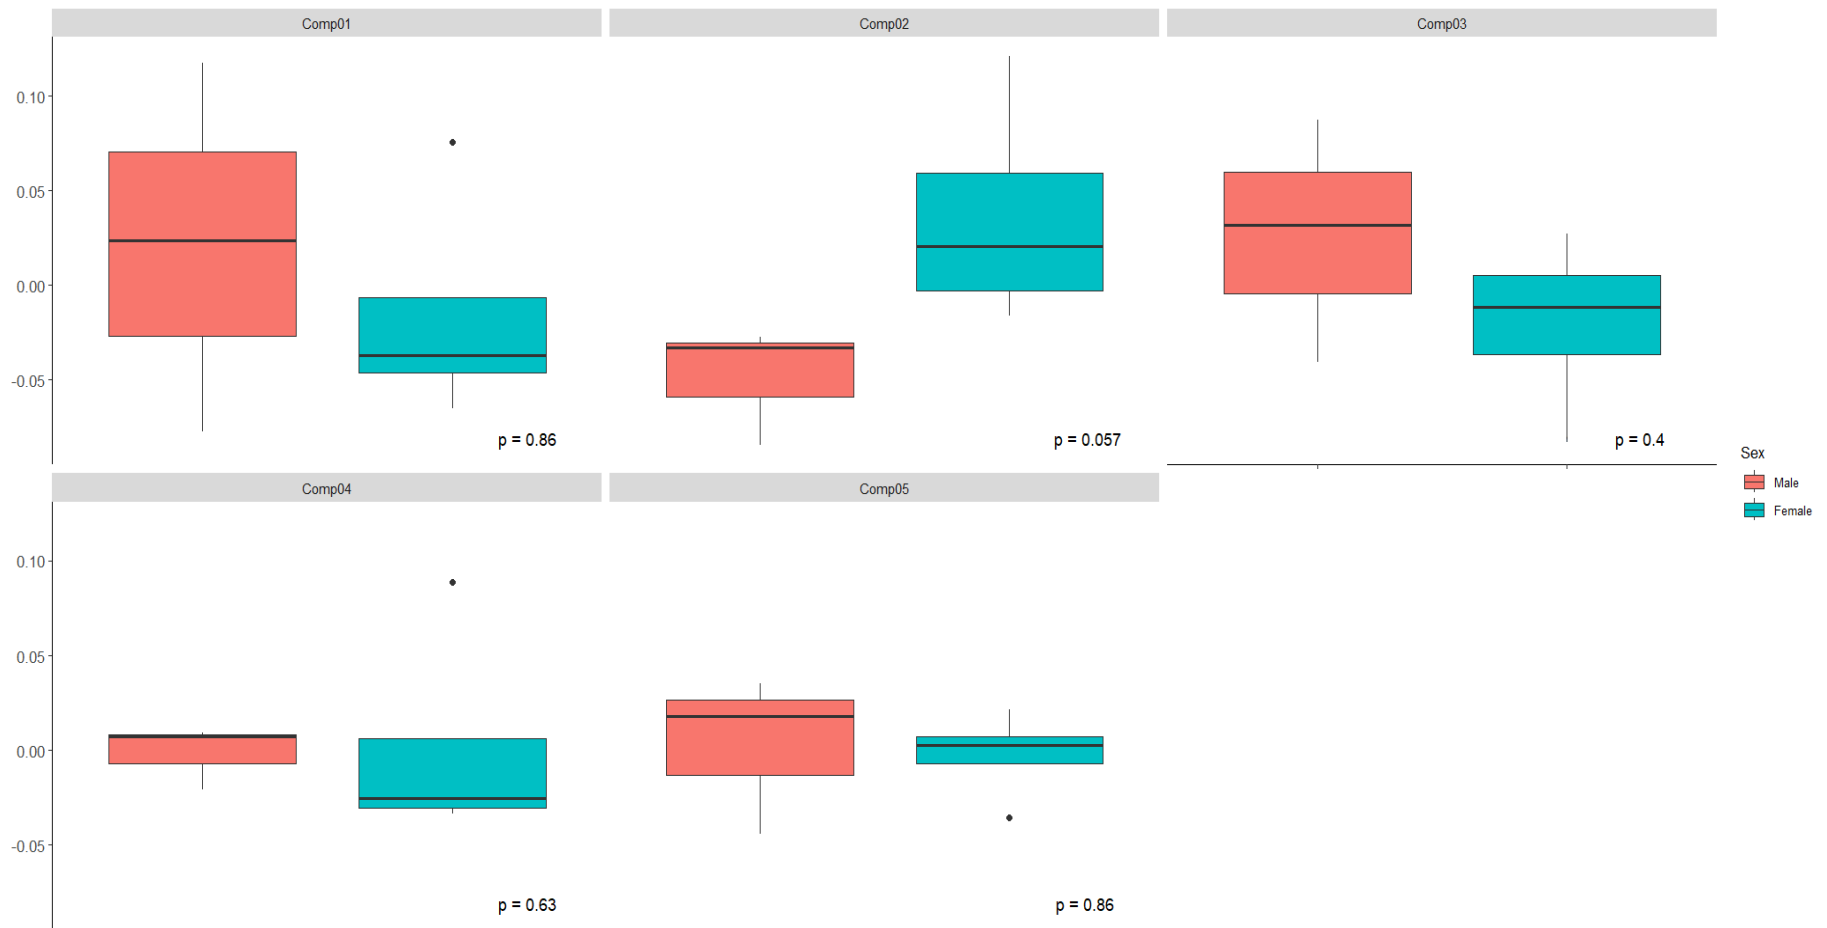 Comp01
Comp02
Comp03
0.10
0.05
0.00
-0.05
p = 0.86
p = 0.057
p = 0.4
Comp04
Comp05
0.10
0.05
0.00
-0.05
p = 0.63
p = 0.86
Sex
Male
Female